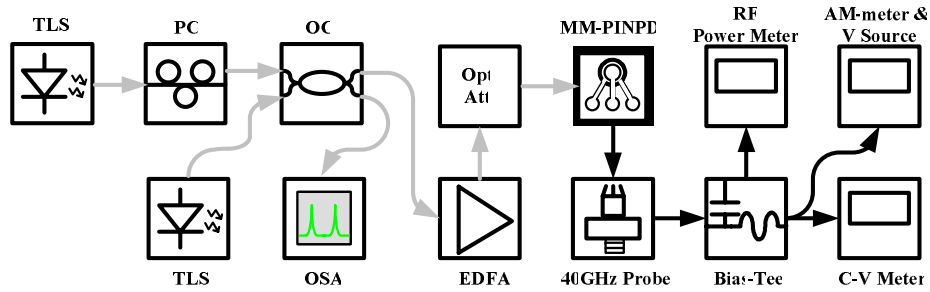 TLS
PC
OC
MM-PINPD
RF
Power Meter
AM-meter &
V Source
Opt
Att
TLS
OSA
EDFA
40GHz Probe
Bias-Tee
C-V Meter